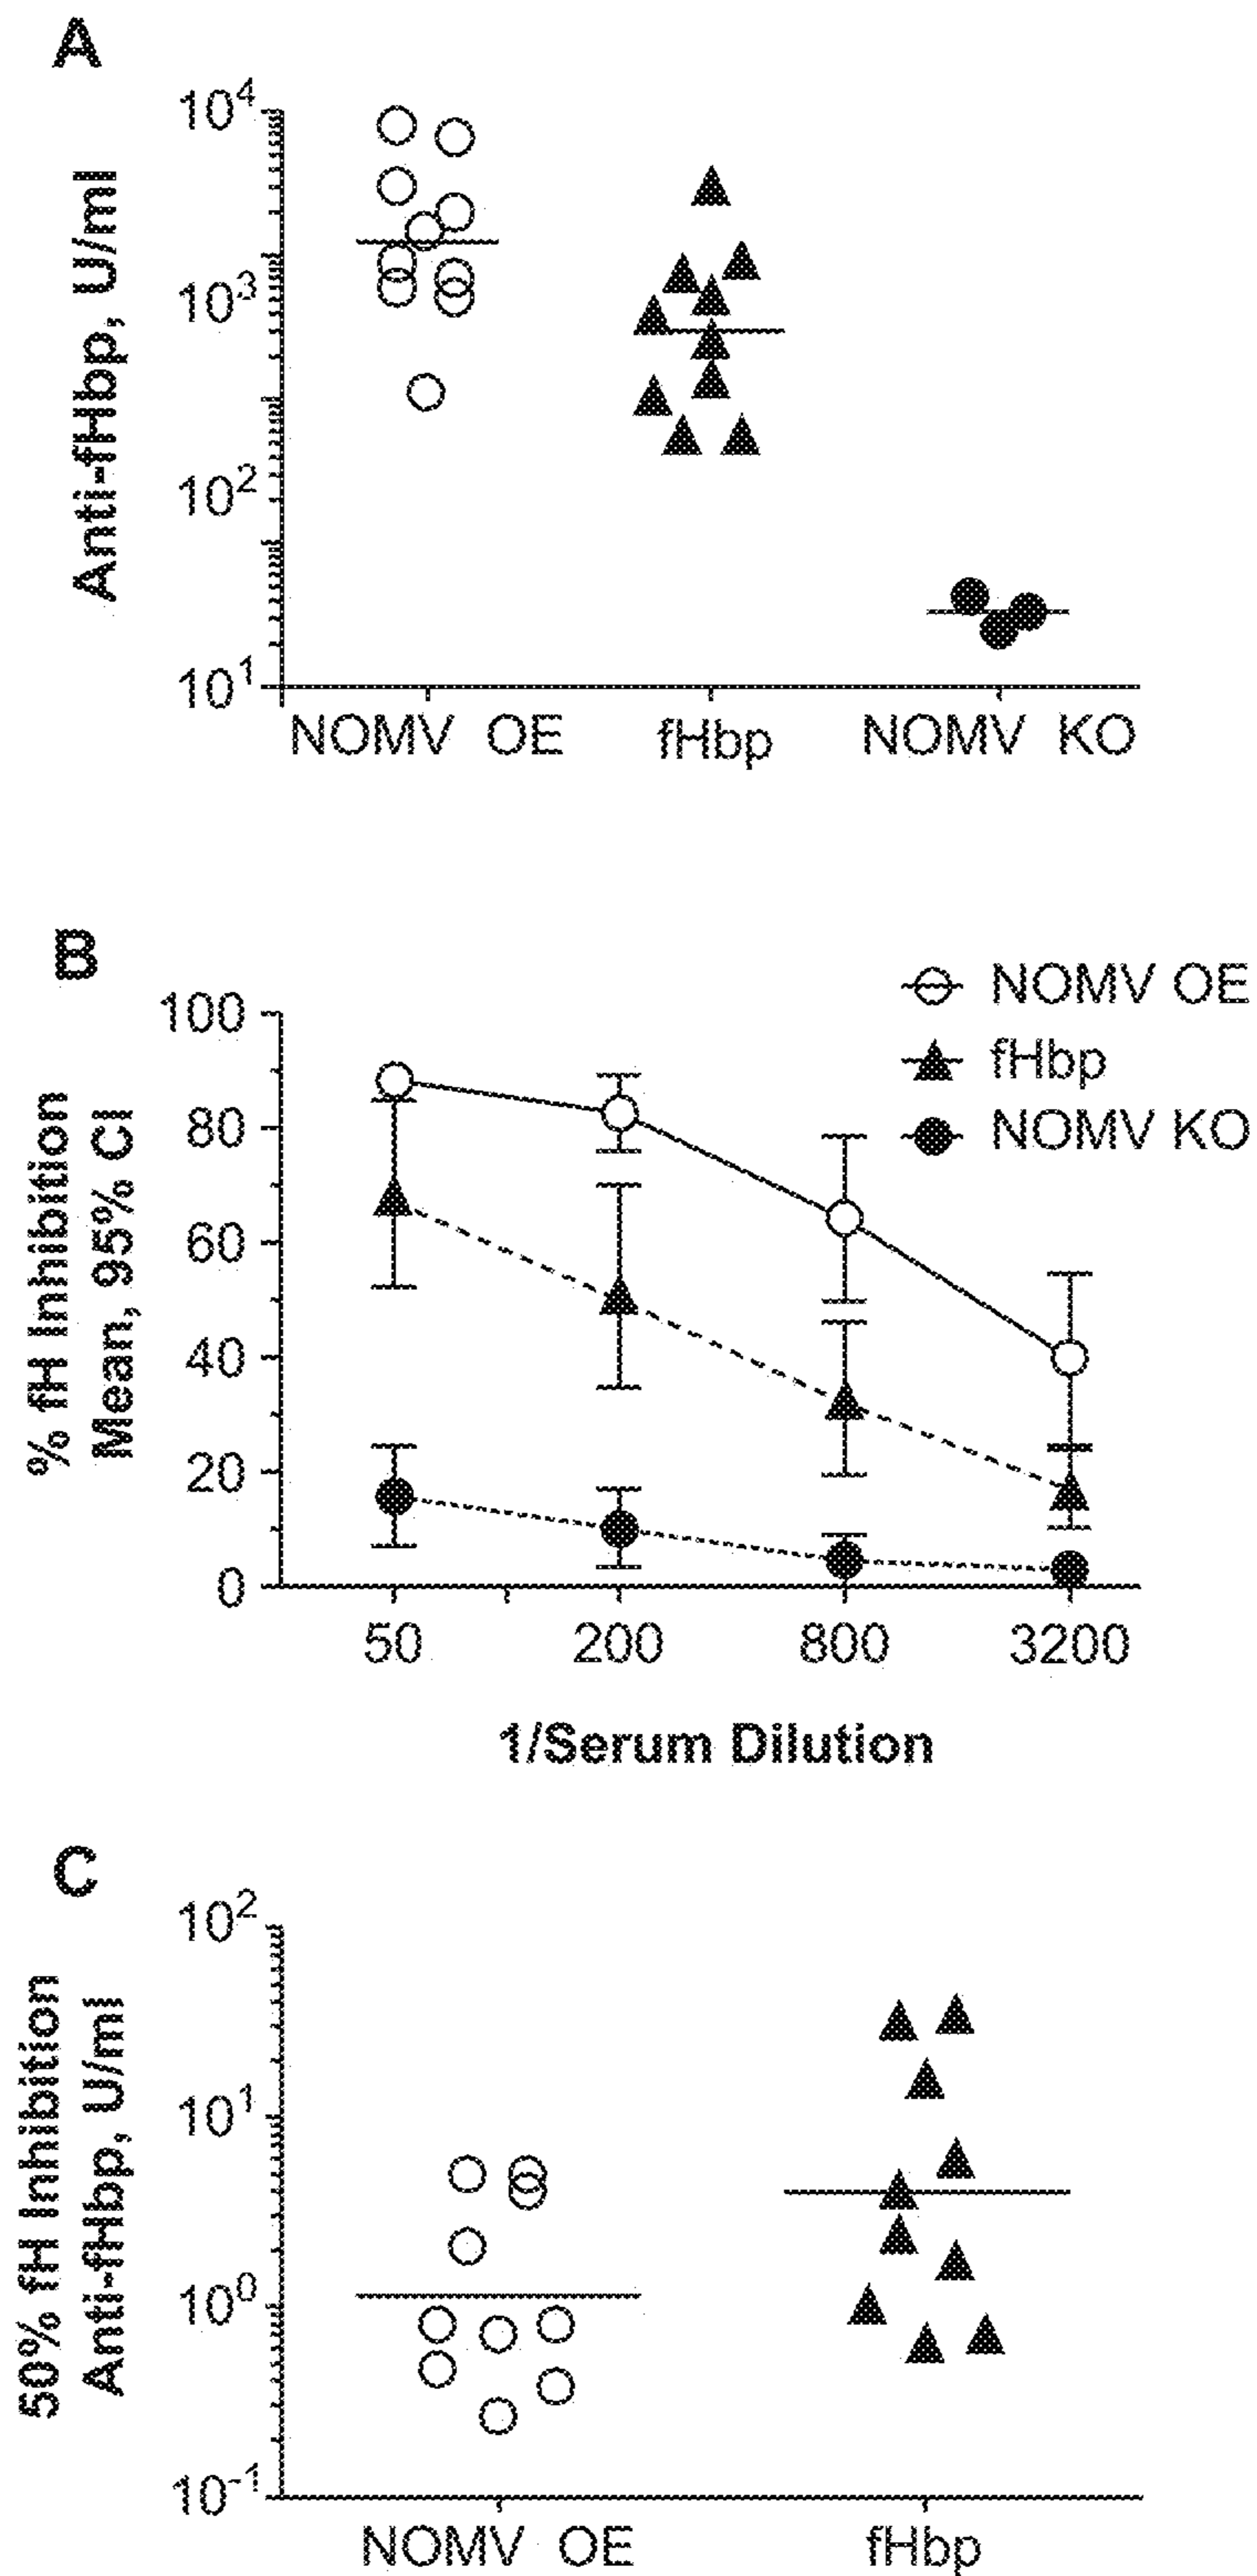 A
Anti-fHbp, U/ml
10⁴
10³
10²
10¹
NOMV OE fHbp NOMV KO
B
NOMV OE
fHbp
NOMV KO
% fH Inhibition
Mean, 95% CI
100
80
60
40
20
0
50 200 800 3200
1/Serum Dilution
C
50% fH Inhibition
Anti-fHbp, U/ml
10²
10¹
10⁰
10⁻¹
NOMV OE fHbp